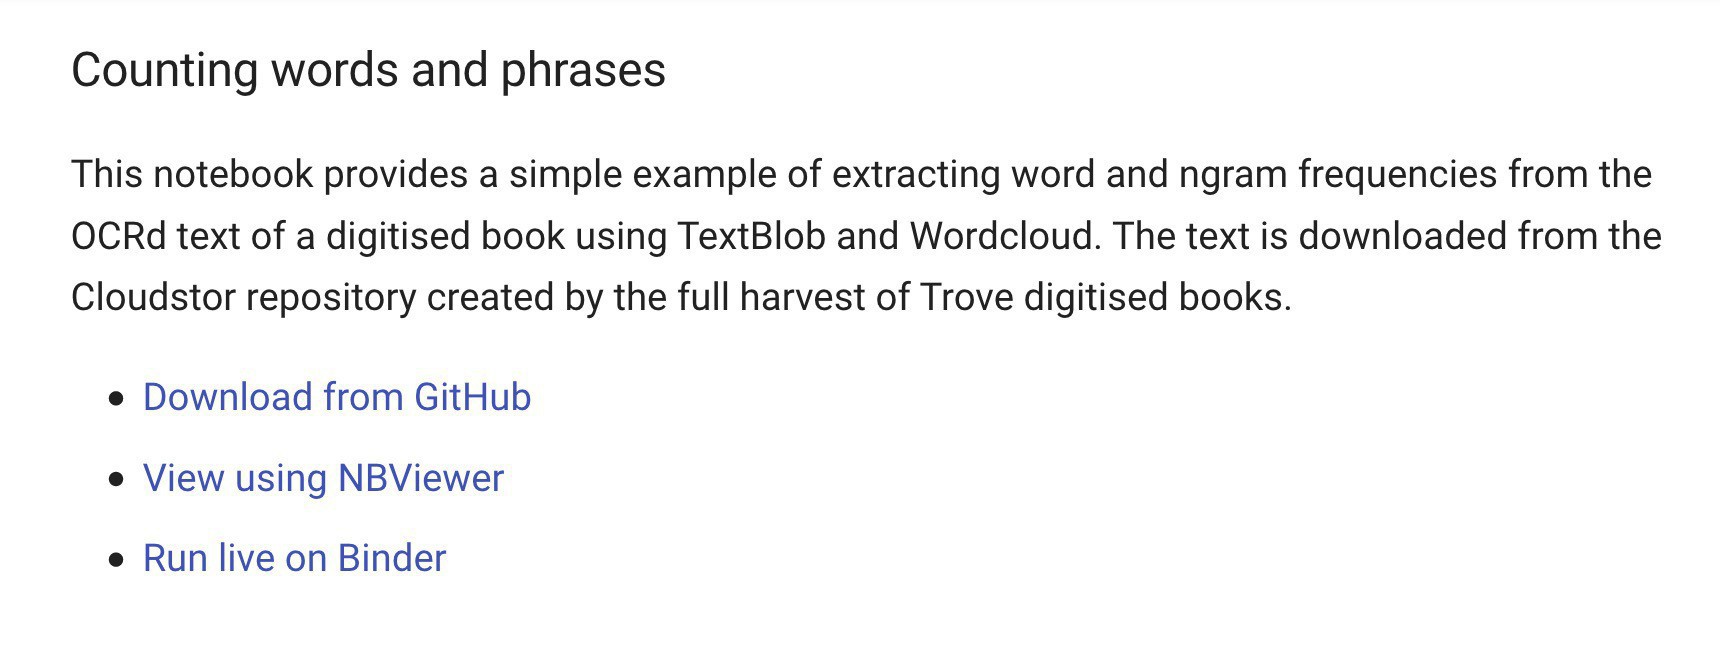 Counting words and phrases
This notebook provides a simple example of extracting word and ngram frequencies from the
OCRd text of a digitised book using TextBlob and Wordcloud. The text is downloaded from the
Cloudstor repository created by the full harvest of Trove digitised books.
• Download from GitHub
• View using NBViewer
• Run live on Binder